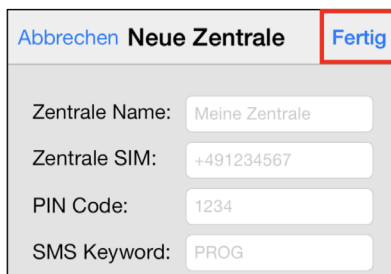 Abbrechen Neue Zentrale Fertig
Zentrale Name: Meine Zentrale
Zentrale SIM: +491234567
PIN Code: 1234
SMS Keyword: PROG